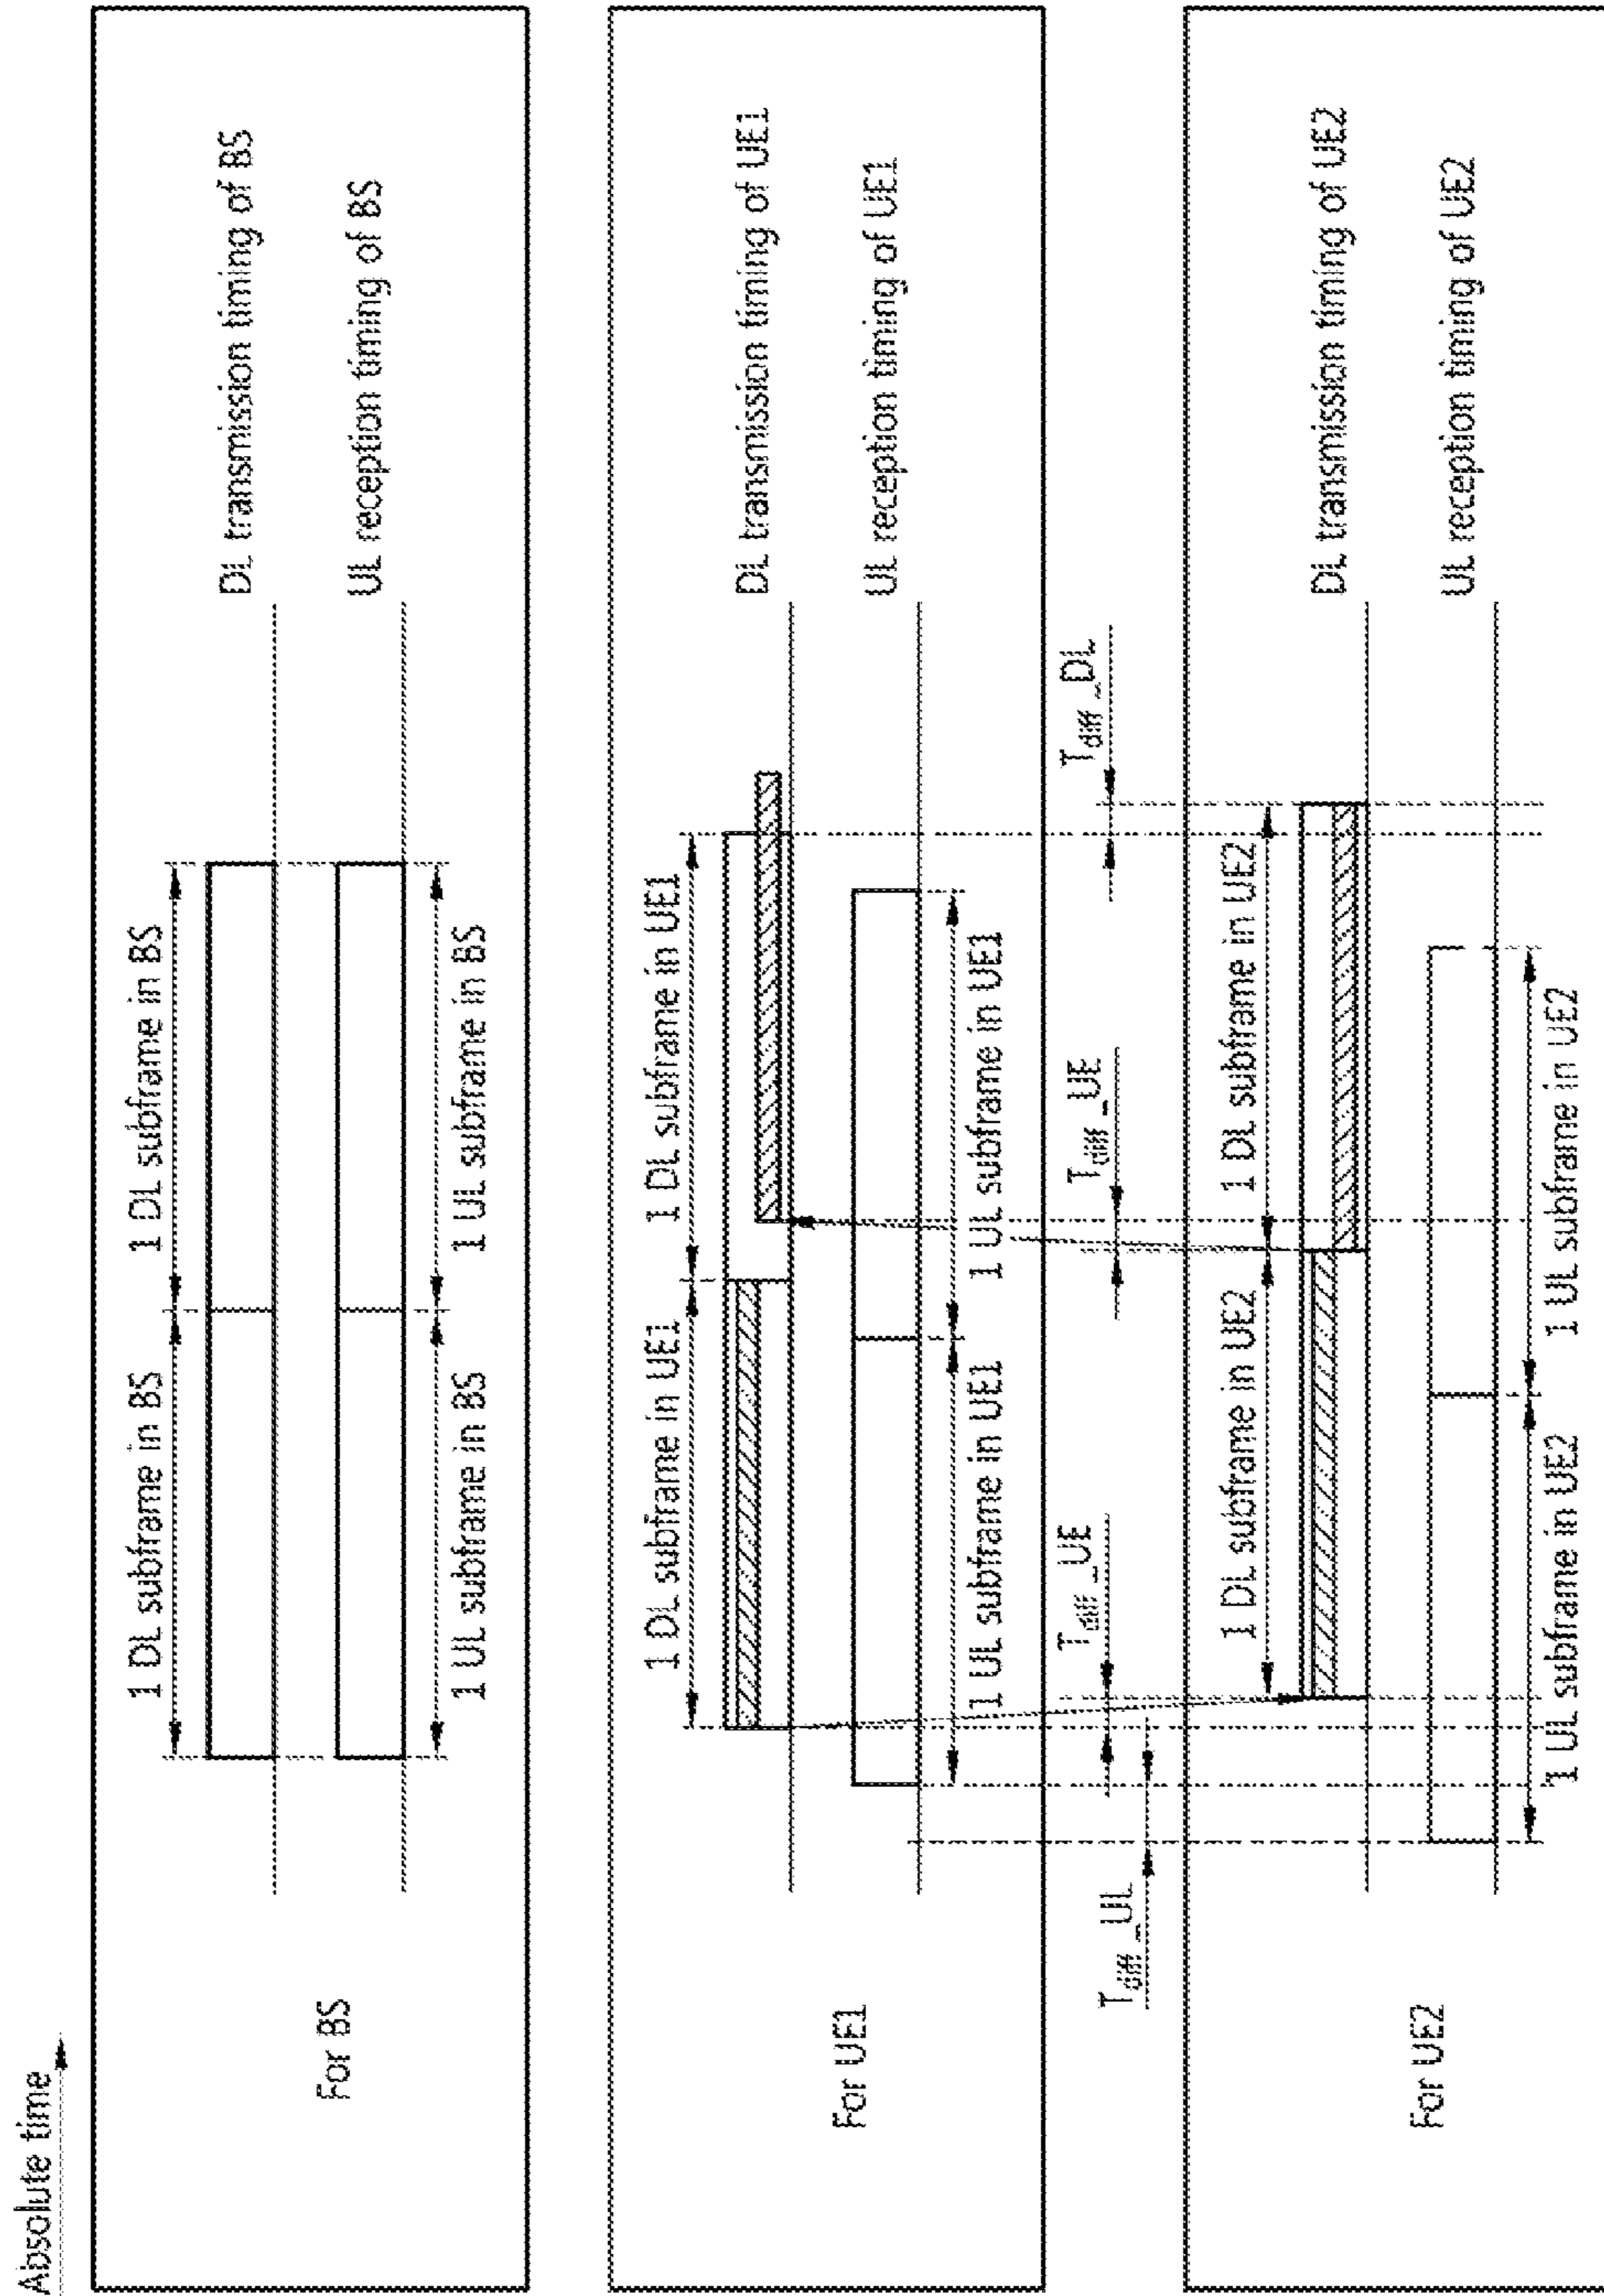 Absolute time
For BS
1 DL subframe in BS
1 DL subframe in BS
DL transmission timing of BS
UL reception timing of BS
1 UL subframe in BS
1 UL subframe in BS
For UE1
1 DL subframe in UE1
1 DL subframe in UE1
DL transmission timing of UE1
UL reception timing of UE1
1 UL subframe in UE1
1 UL subframe in UE1
Tdiff_UL
Tdiff_UE
Tdiff_UE
Tdiff_DL
For UE2
1 DL subframe in UE2
1 DL subframe in UE2
DL transmission timing of UE2
UL reception timing of UE2
1 UL subframe in UE2
1 UL subframe in UE2